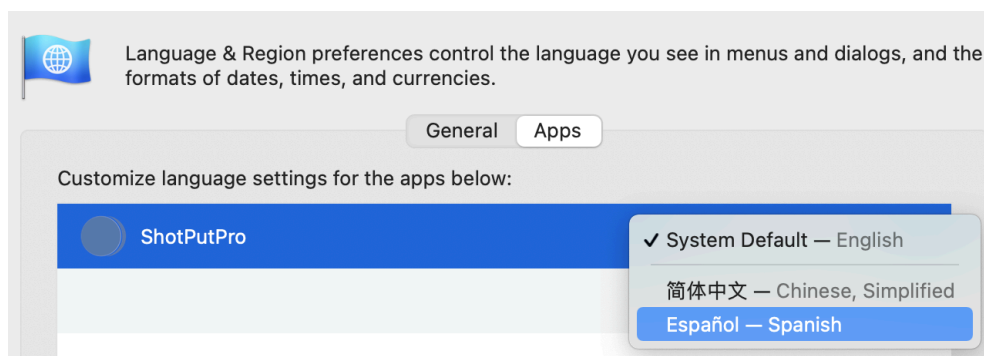 Language & Region preferences control the language you see in menus and dialogs, and the
formats of dates, times, and currencies.
General Apps
Customize language settings for the apps below:
ShotPutPro
✓ System Default — English
简体中文 — Chinese, Simplified
Español — Spanish